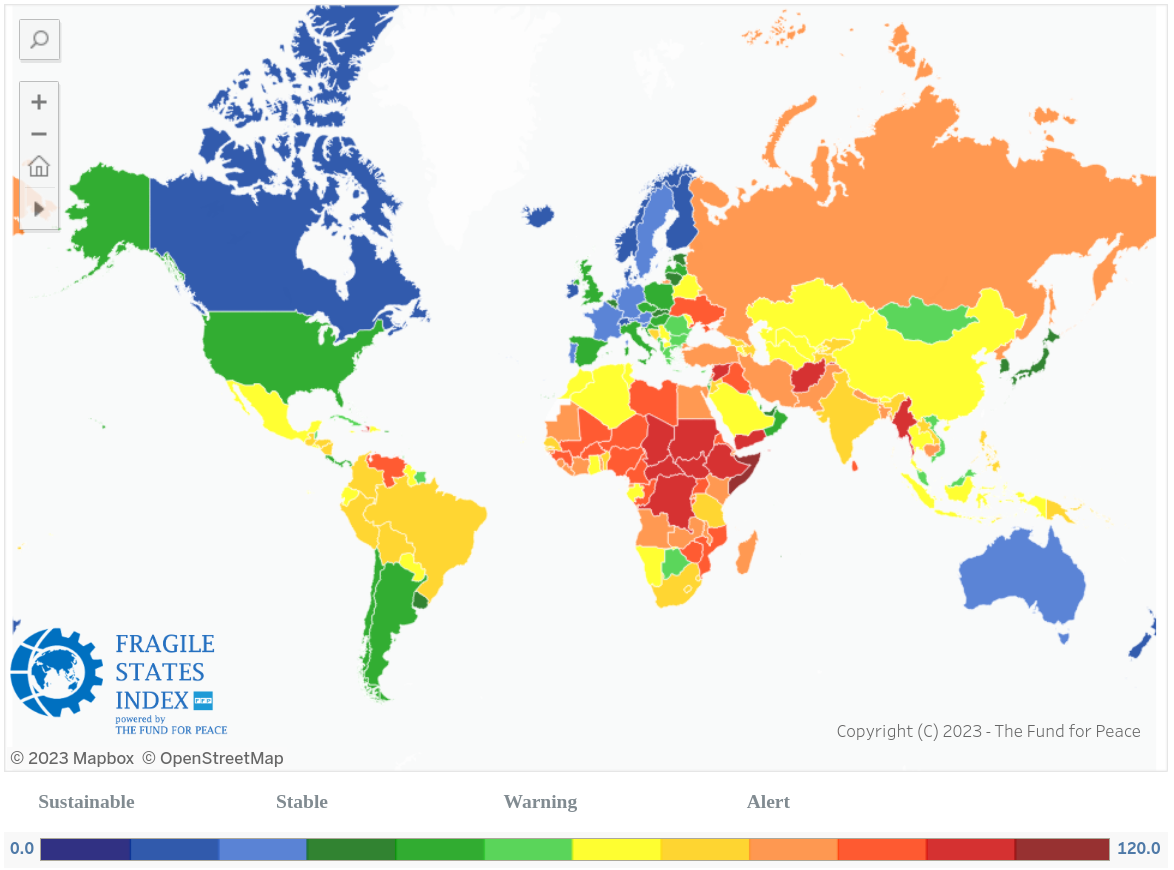 +
−
FRAGILE
STATES
INDEX FFP
powered by
THE FUND FOR PEACE
Copyright (C) 2023 - The Fund for Peace
© 2023 Mapbox © OpenStreetMap
Sustainable Stable Warning Alert
0.0 120.0